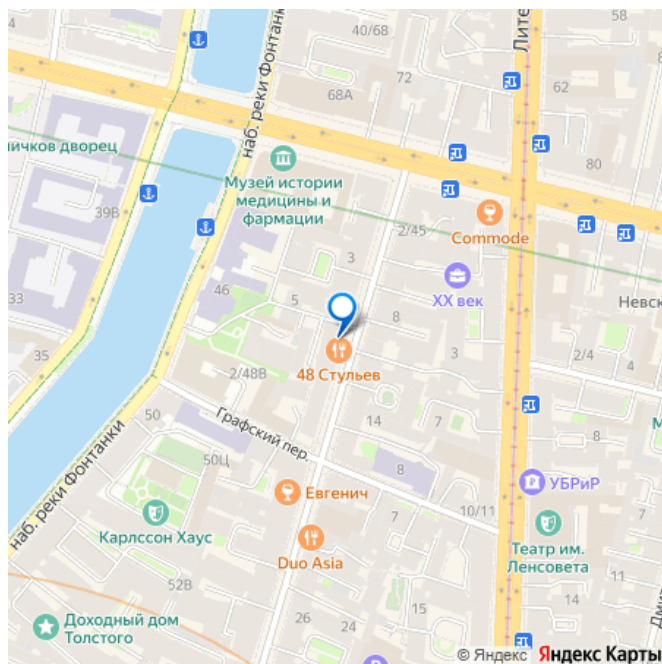 40/68
58
Лите
72
62
68А
наб. реки Фонтанки
ичков дворец
80
Музей истории
медицины и
фармации
39В
2/45
Commode
3
XX век
33
46
5
8
Невск
35
48 Стульев
3
2/4
2/48В
50
Графский пер.
14
7
8
М
наб. реки Фонтанки
50Ц
8
УБРиР
Евгенич
7
10/11
Карлссон Хаус
Duo Asia
Театр им.
Ленсовета
7
52В
Доходный дом
Толстого
26
24
Дми
© Яндекс Яндекс Карты